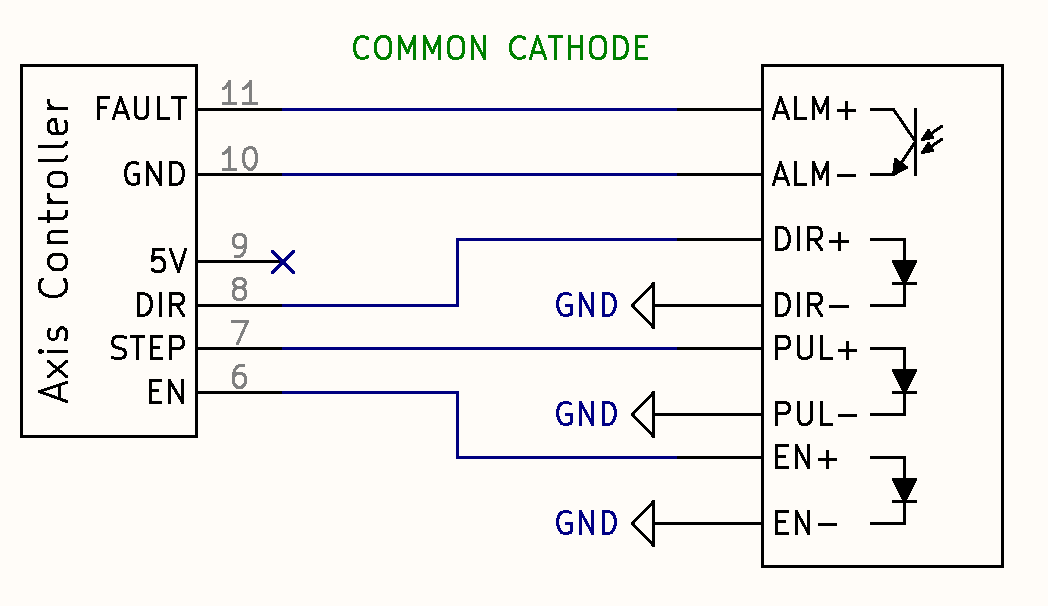 COMMON CATHODE
Axis Controller
FAULT 11 ALM+
GND 10 ALM-
5V 9
DIR 8
STEP 7
EN 6
DIR+
GND DIR-
PUL+
GND PUL-
EN+
GND EN-